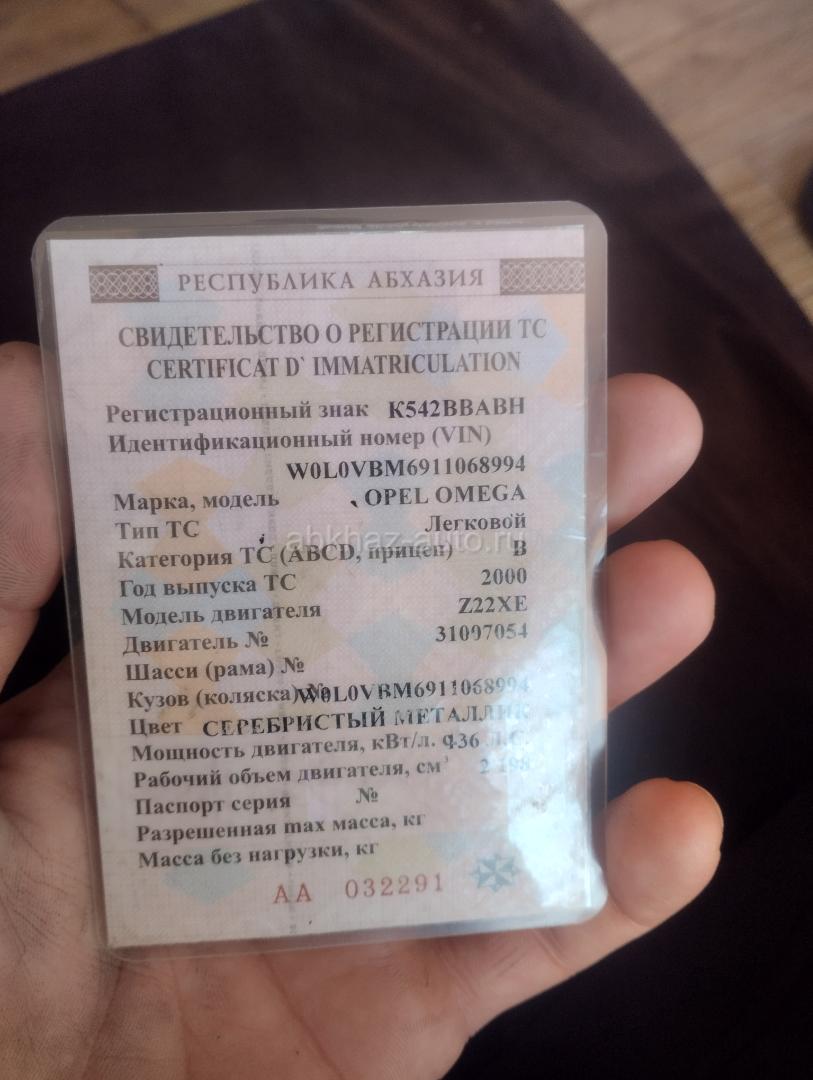 РЕСПУБЛИКА АБХАЗИЯ
СВИДЕТЕЛЬСТВО О РЕГИСТРАЦИИ ТС
CERTIFICAT D` IMMATRICULATION
Регистрационный знак К542ВВАВН
Идентификационный номер (VIN)
W0L0VBM6911068994
Марка, модель OPEL OMEGA
Тип ТС Легковой
abkhaz-auto.ru
Категория ТС (ABCD, прицеп) В
Год выпуска ТС 2000
Модель двигателя Z22XE
Двигатель № 31097054
Шасси (рама) №
Кузов (коляска) № W0L0VBM6911068994
Цвет СЕРЕБРИСТЫЙ МЕТАЛЛИК
Мощность двигателя, кВт/л. 136 Л.С.
Рабочий объем двигателя, см³ 2 198
Паспорт серия №
Разрешенная max масса, кг
Масса без нагрузки, кг
АА 032291